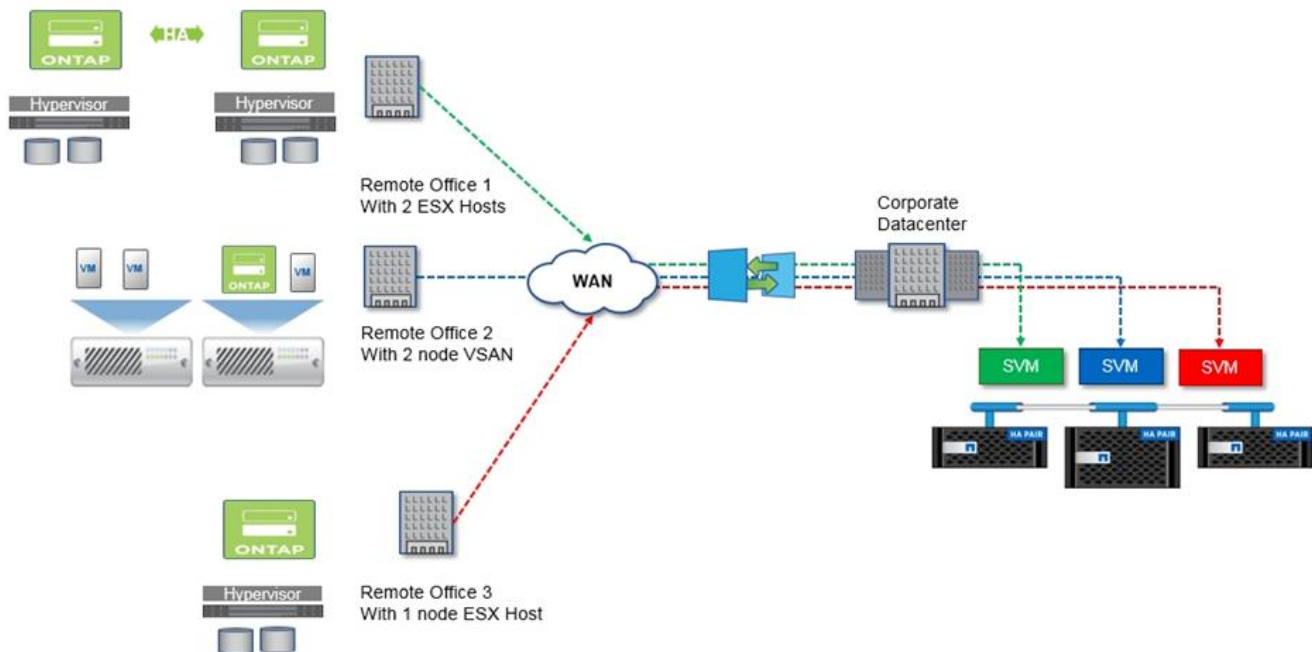 ONTAP
HA
ONTAP
Hypervisor
Hypervisor
Remote Office 1
With 2 ESX Hosts
VM
VM
ONTAP
VM
Remote Office 2
With 2 node VSAN
WAN
Corporate
Datacenter
SVM
SVM
SVM
HA PAIR
HA PAIR
HA PAIR
ONTAP
Hypervisor
Remote Office 3
With 1 node ESX Host